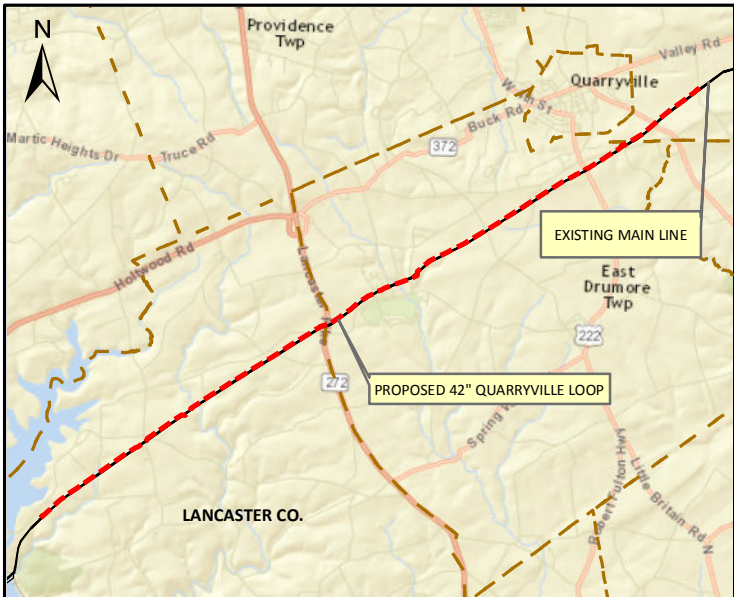 N
Providence
Twp
Valley Rd
Quarryville
W 4th St
Buck Rd
Martic Heights Dr
Truce Rd
372
EXISTING MAIN LINE
Holtwood Rd
Lancaster Pike
East
Drumore
Twp
222
272
PROPOSED 42" QUARRYVILLE LOOP
Spring V
LANCASTER CO.
Robert Fulton Hwy
Little Britain Rd N